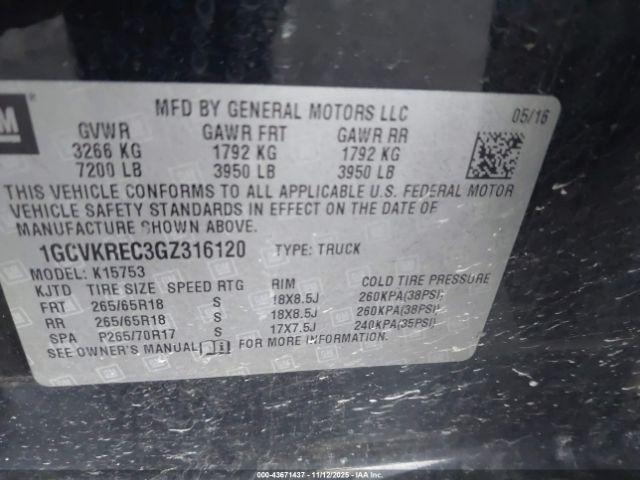 GM
MFD BY GENERAL MOTORS LLC
05/16
GVWR GAWR FRT GAWR RR
3266 KG 1792 KG 1792 KG
7200 LB 3950 LB 3950 LB
THIS VEHICLE CONFORMS TO ALL APPLICABLE U.S. FEDERAL MOTOR
VEHICLE SAFETY STANDARDS IN EFFECT ON THE DATE OF
MANUFACTURE SHOWN ABOVE.
1GCVKREC3GZ316120 TYPE: TRUCK
MODEL: K15753
KJTD TIRE SIZE SPEED RTG RIM COLD TIRE PRESSURE
FRT 265/65R18 S 18X8.5J 260KPA(38PSI)
RR 265/65R18 S 18X8.5J 260KPA(38PSI)
SPA P265/70R17 S 17X7.5J 240KPA(35PSI)
SEE OWNER'S MANUAL FOR MORE INFORMATION.
© - 43671437 - 11/12/2025 - IAA Inc.